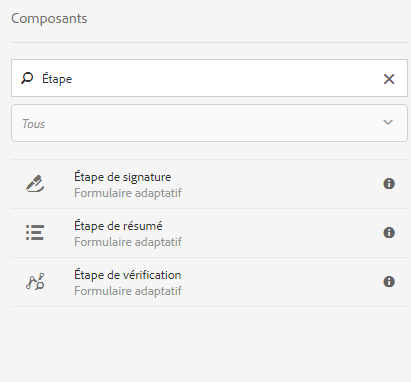 Composants
Étape
Tous
Étape de signature
Formulaire adaptatif
Étape de résumé
Formulaire adaptatif
Étape de vérification
Formulaire adaptatif